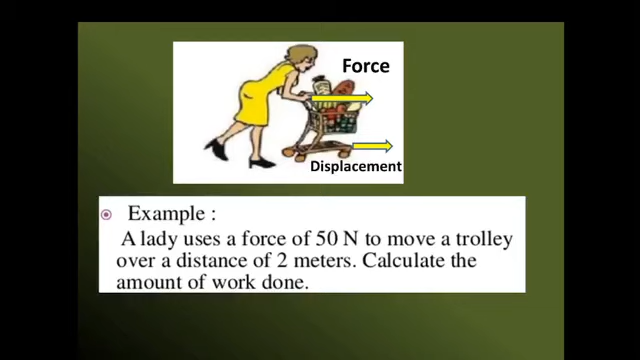 Force
Displacement
Example :
A lady uses a force of 50 N to move a trolley
over a distance of 2 meters. Calculate the
amount of work done.